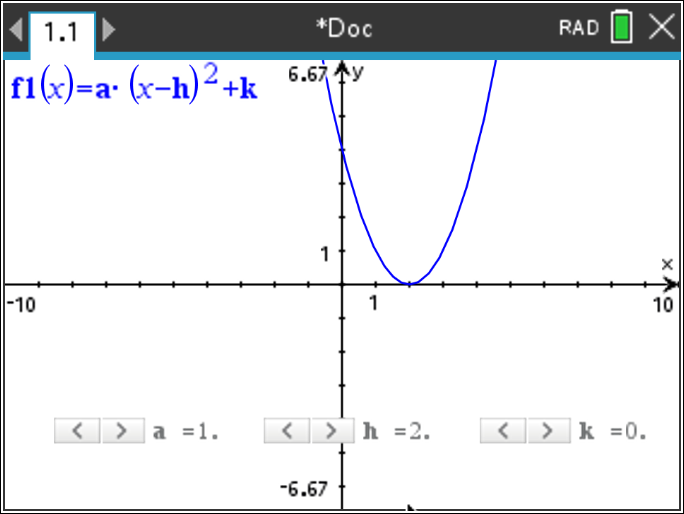 1.1 *Doc RAD
f1(x)=a·(x-h)²+k
6.67 y
1
x
-10 1 10
< > a =1. < > h =2. < > k =0.
-6.67